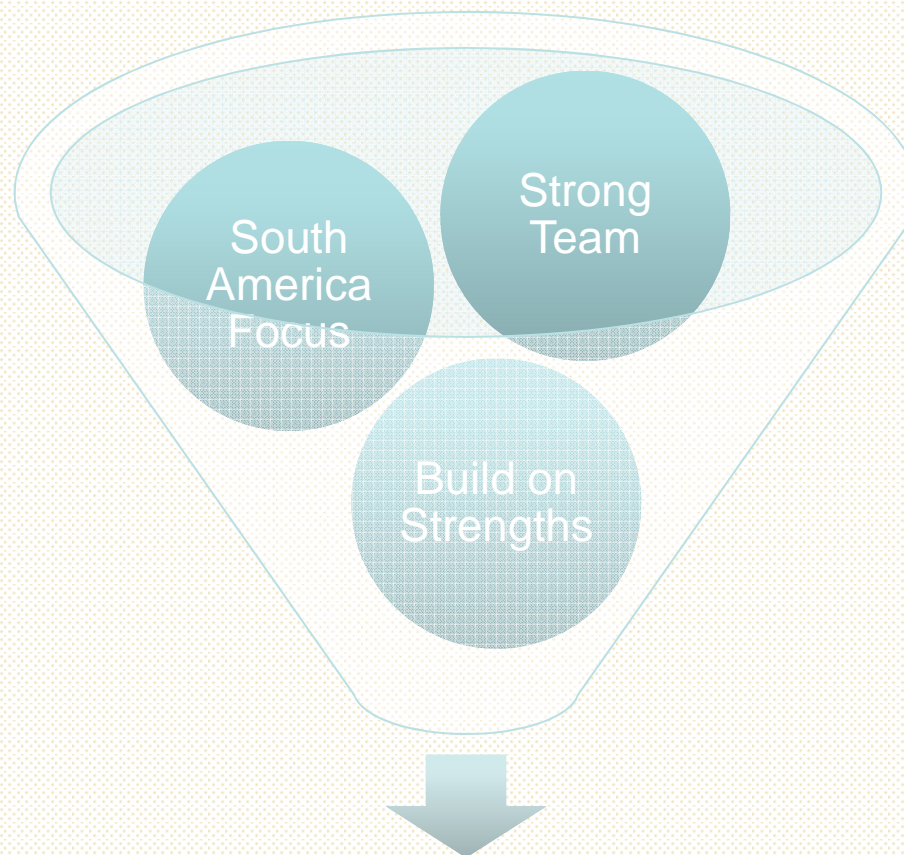 South
America
Focus
Strong
Team
Build on
Strengths